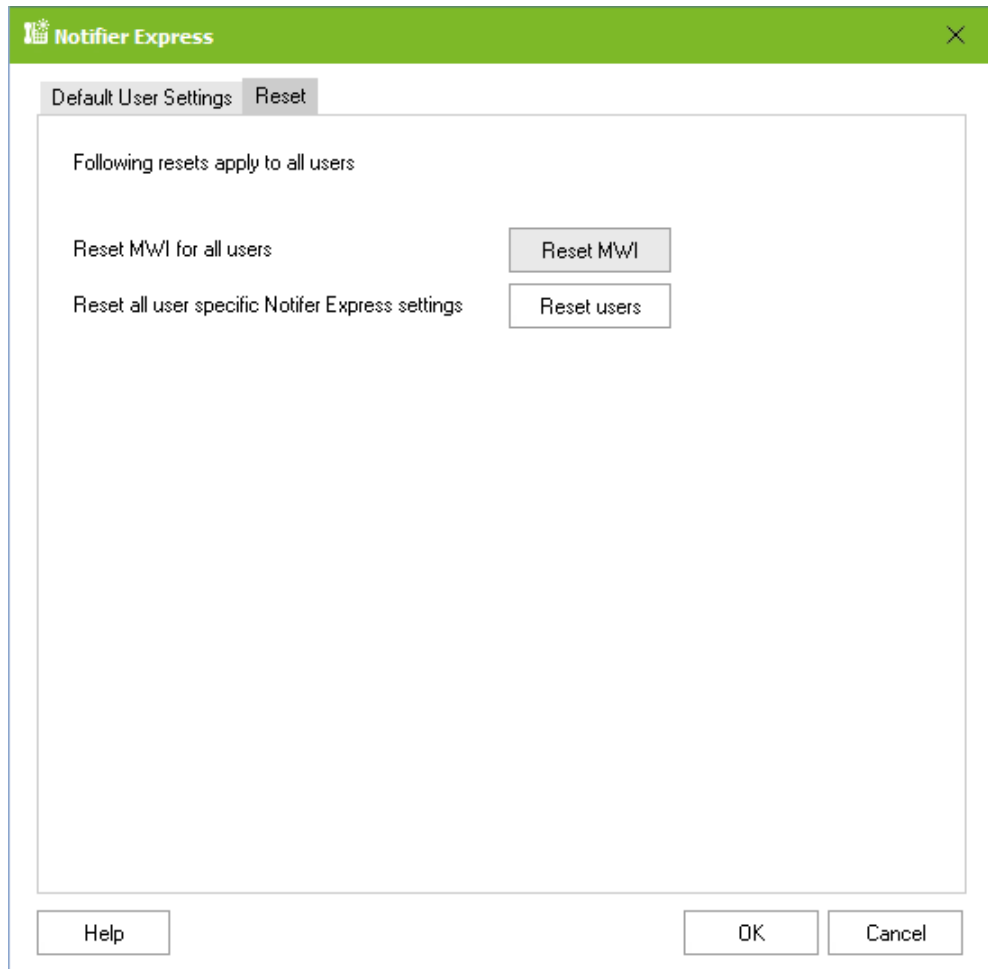 Notifier Express
Default User Settings Reset
Following resets apply to all users
Reset MWI for all users Reset MWI
Reset all user specific Notifer Express settings Reset users
Help OK Cancel